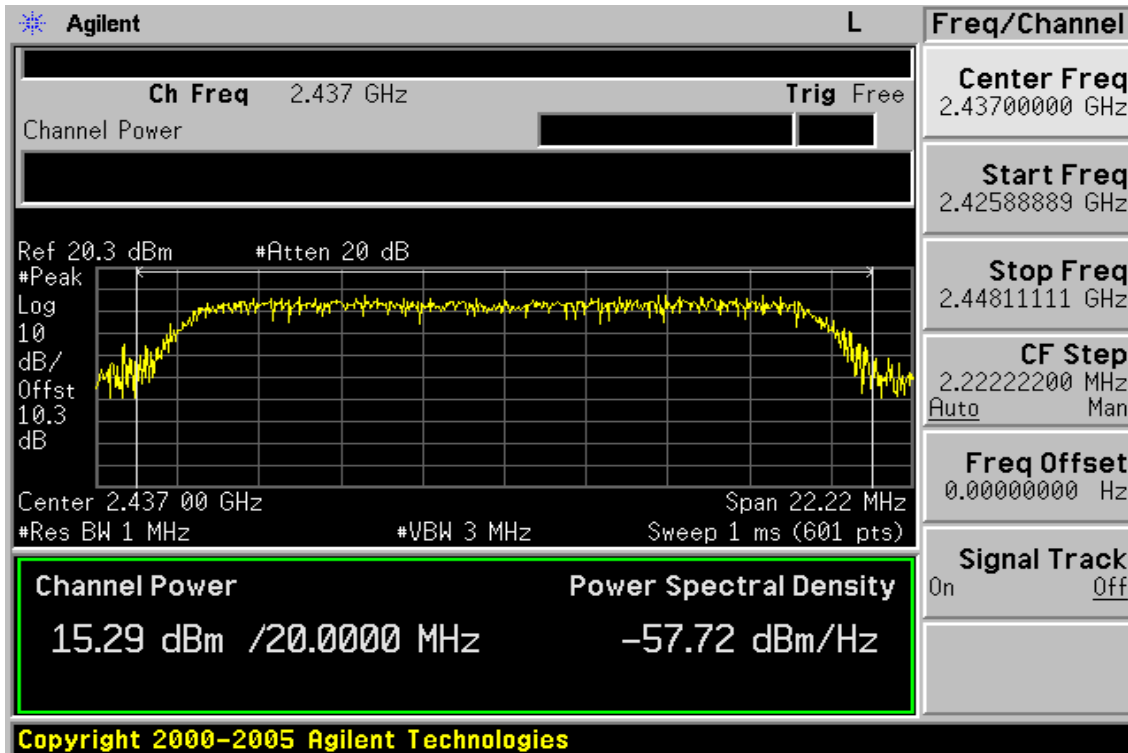 Agilent L
Freq/Channel
Ch Freq 2.437 GHz Trig Free
Channel Power
Center Freq
2.43700000 GHz
Start Freq
2.42588889 GHz
Stop Freq
2.44811111 GHz
CF Step
2.22222200 MHz
Auto Man
Freq Offset
0.00000000 Hz
Signal Track
On Off
Ref 20.3 dBm #Atten 20 dB
#Peak
Log
10
dB/
Offst
10.3
dB
Center 2.437 00 GHz Span 22.22 MHz
#Res BW 1 MHz #VBW 3 MHz Sweep 1 ms (601 pts)
Channel Power Power Spectral Density
15.29 dBm /20.0000 MHz -57.72 dBm/Hz
Copyright 2000-2005 Agilent Technologies